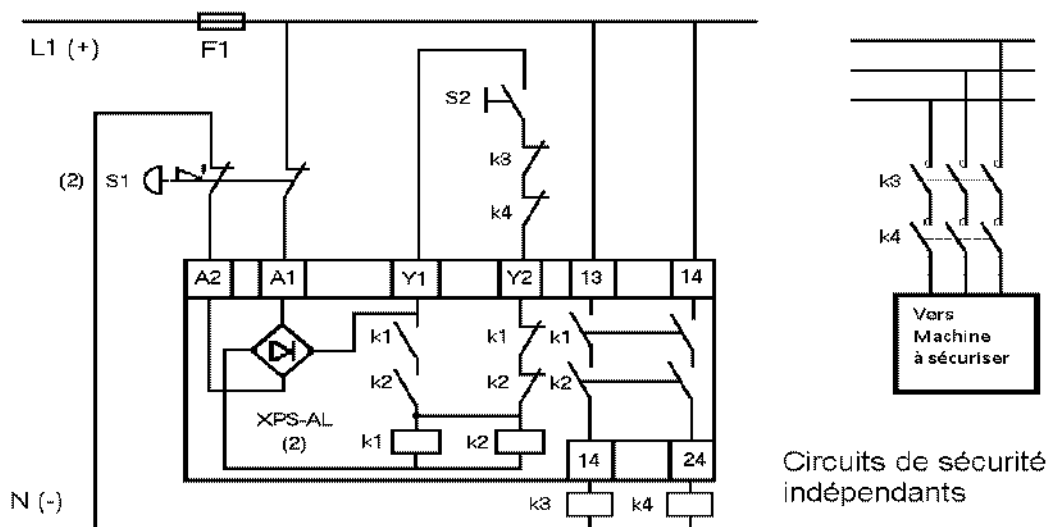 L1 (+)
F1
S2
k3
k4
(2)
S1
A2
A1
Y1
Y2
13
14
k1
k1
k1
k2
k2
k2
XPS-AL
(2)
k1
k2
14
24
N (-)
k3
k4
k3
k4
Vers
Machine
à sécuriser
Circuits de sécurité
indépendants